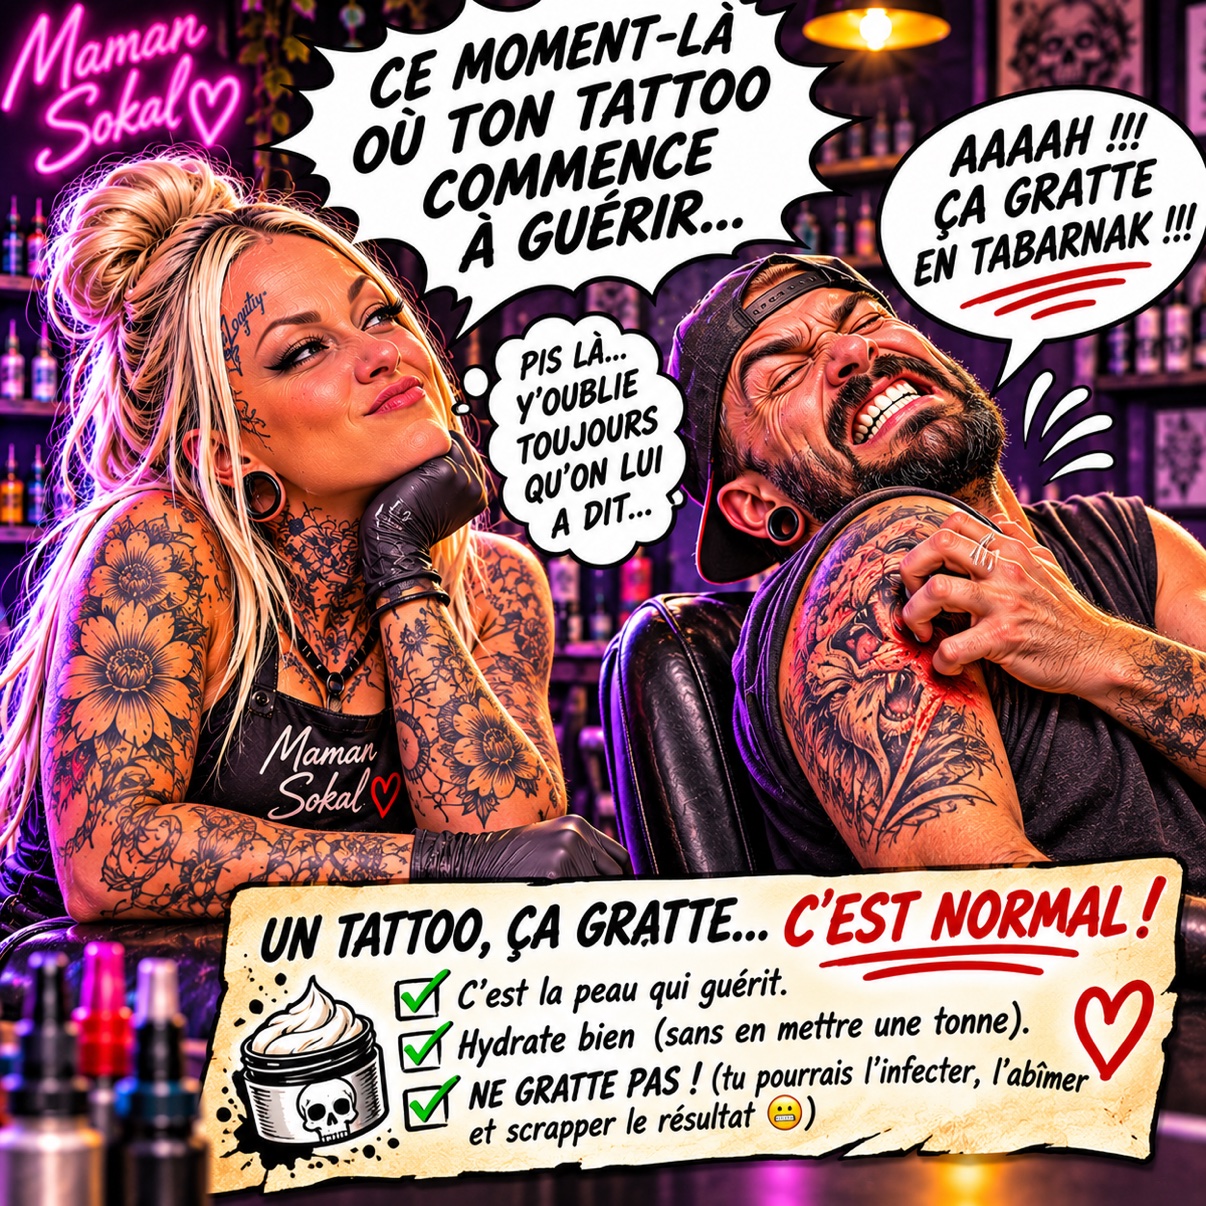 Maman
Sokal
CE MOMENT-LÀ
OÙ TON TATTOO
COMMENCE
À GUÉRIR...
AAAAH !!!
ÇA GRATTE
EN TABARNAK !!!
PIS LÀ...
Y'OUBLIE
TOUJOURS
QU'ON LUI
A DIT...
Maman
Sokal
UN TATTOO, ÇA GRATTE... C'EST NORMAL !
C'est la peau qui guérit.
Hydrate bien (sans en mettre une tonne).
NE GRATTE PAS ! (tu pourrais l'infecter, l'abîmer
et scrapper le résultat 😬)